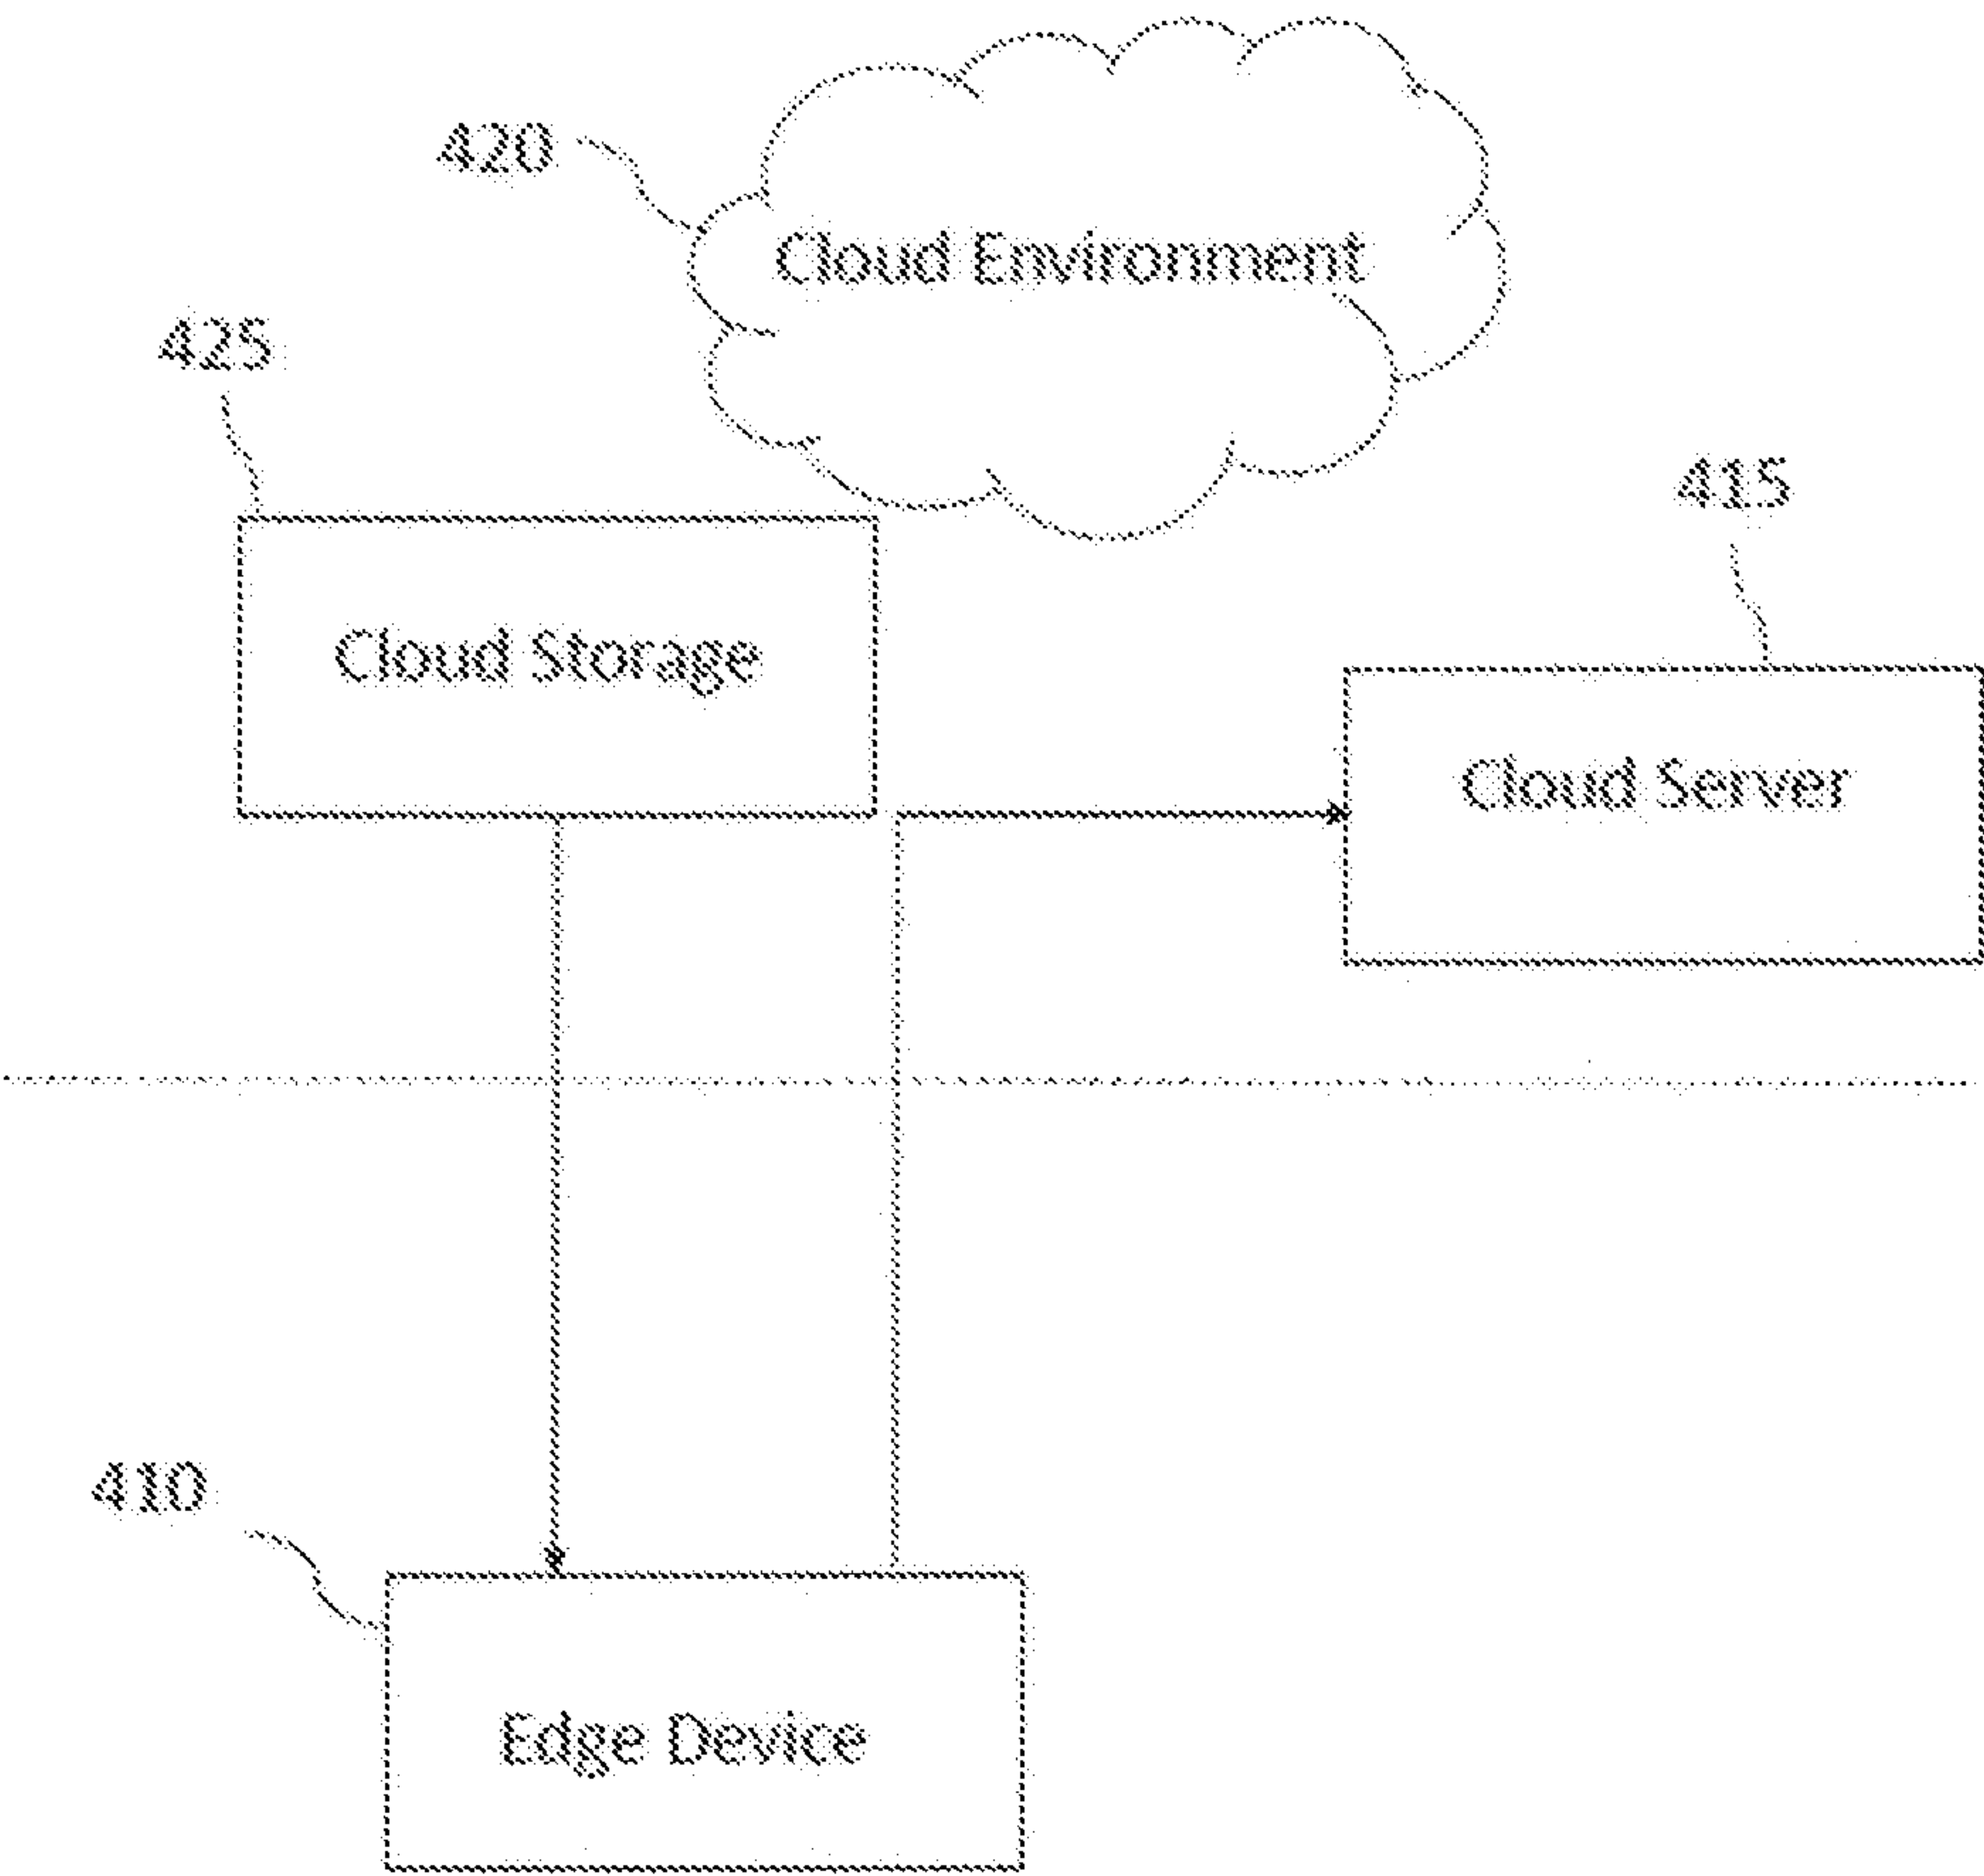 420
Cloud Environment
425
415
Cloud Storage
Cloud Server
410
Edge Device